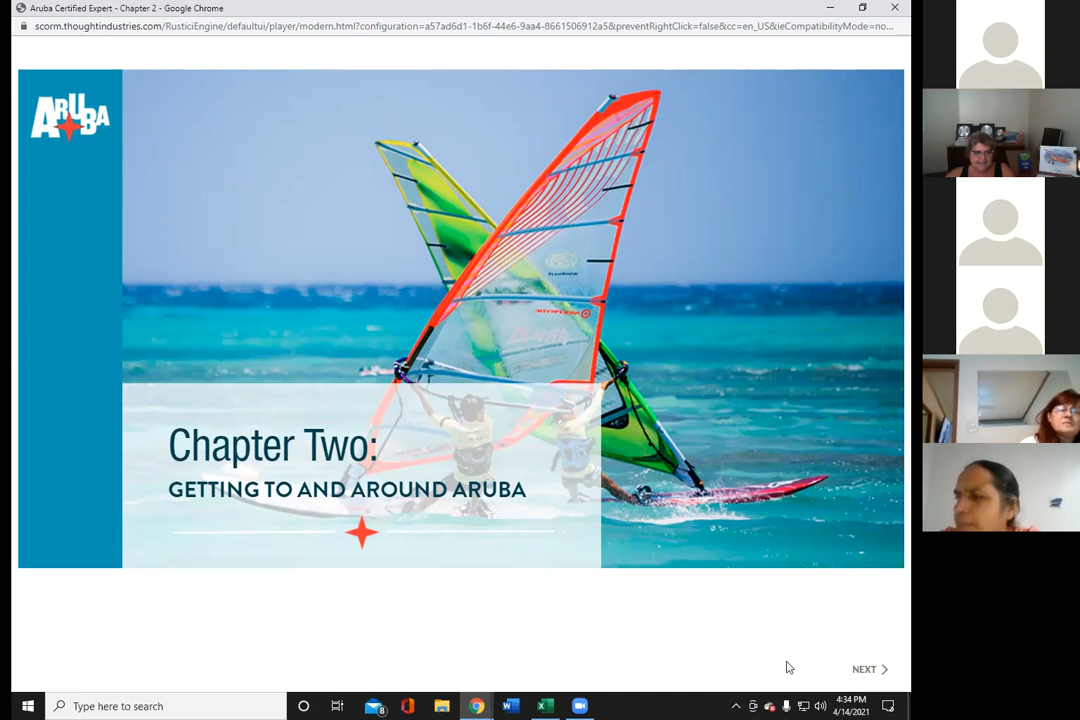 Aruba Certified Expert - Chapter 2 - Google Chrome
scorm.thoughtindustries.com/RusticiEngine/defaultui/player/modern.html?configuration=a57ad6d1-1b6f-44e6-9aa4-8661506912a5&preventRightClick=false&cc=en_US&ieCompatibilityMode=no...
ARUBA
Chapter Two:
GETTING TO AND AROUND ARUBA
NEXT
Type here to search
8
4:34 PM
4/14/2021